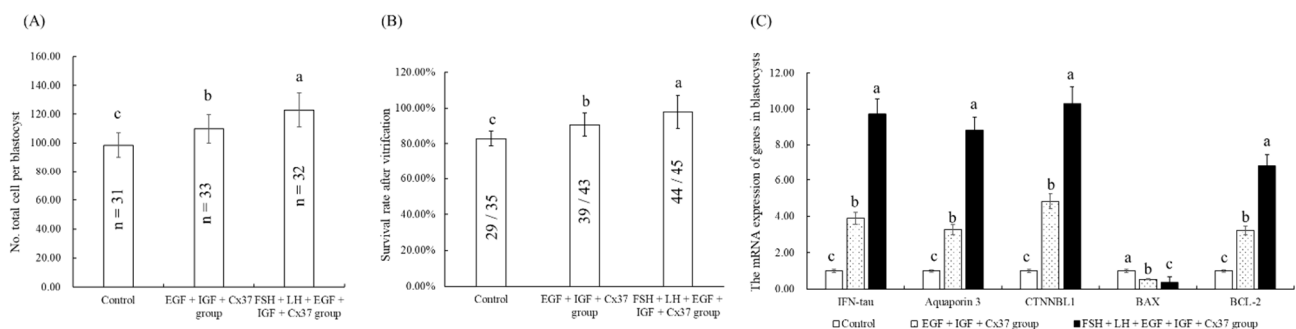 (A)
No. total cell per blastocyst
160.00
140.00
120.00
100.00
80.00
60.00
40.00
20.00
0.00
c
b
a
n = 31
n = 33
n = 32
Control
EGF + IGF + Cx37
group
FSH + LH + EGF +
IGF + Cx37 group
(B)
Survival rate after vitrifcation
120.00%
100.00%
80.00%
60.00%
40.00%
20.00%
0.00%
c
b
a
29 / 35
39 / 43
44 / 45
Control
EGF + IGF + Cx37
group
FSH + LH + EGF +
IGF + Cx37 group
(C)
The mRNA expression of genes in blastocysts
12.00
10.00
8.00
6.00
4.00
2.00
0.00
c b a
c b a
c b a
a b c
c b a
IFN-tau
Aquaporin 3
CTNNBL1
BAX
BCL-2
Control
EGF + IGF + Cx37 group
FSH + LH + EGF + IGF + Cx37 group